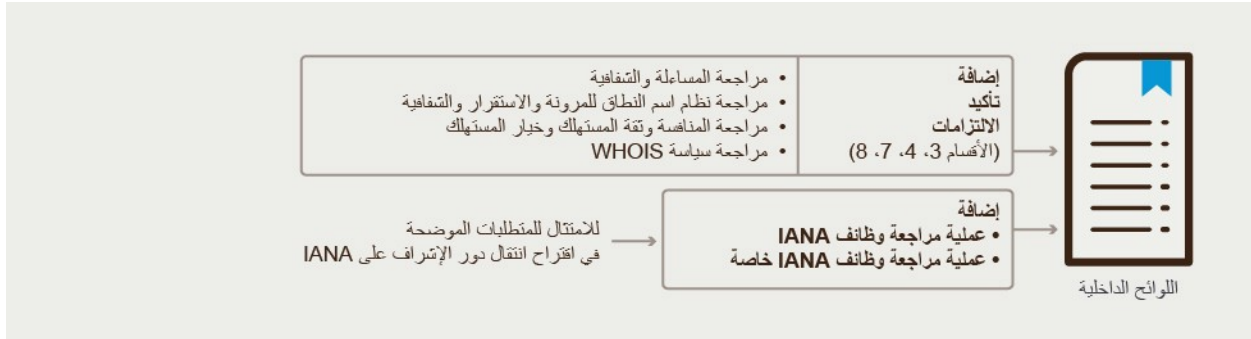 إضافة
تأكيد
الالتزامات
(الأقسام 3، 4، 7، 8)
• مراجعة المساءلة والشفافية
• مراجعة نظام اسم النطاق للمرونة والاستقرار والشفافية
• مراجعة المنافسة وثقة المستهلك وخيار المستهلك
• مراجعة سياسة WHOIS
إضافة
• عملية مراجعة وظائف IANA
• عملية مراجعة وظائف IANA خاصة
للامتثال للمتطلبات الموضحة
في اقتراح انتقال دور الإشراف على IANA
اللوائح الداخلية